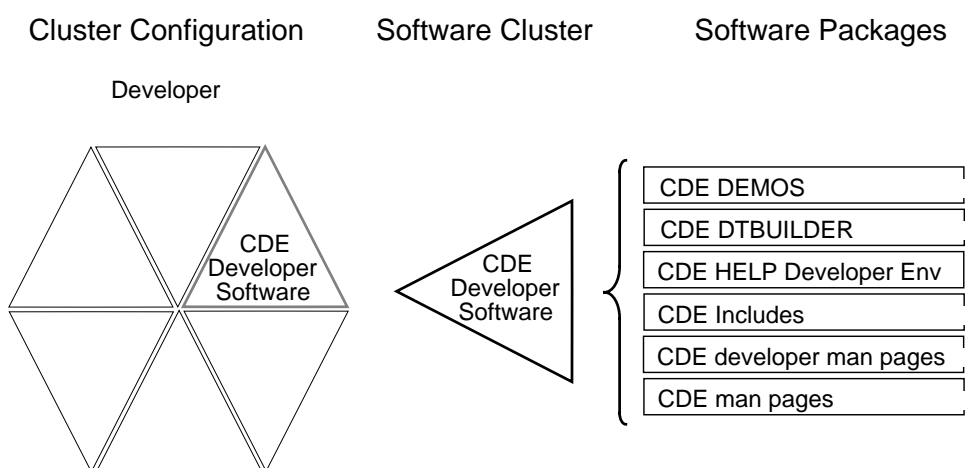 Cluster Configuration
Software Cluster
Software Packages
Developer
CDE
Developer
Software
CDE
Developer
Software
CDE DEMOS
CDE DTBUILDER
CDE HELP Developer Env
CDE Includes
CDE developer man pages
CDE man pages